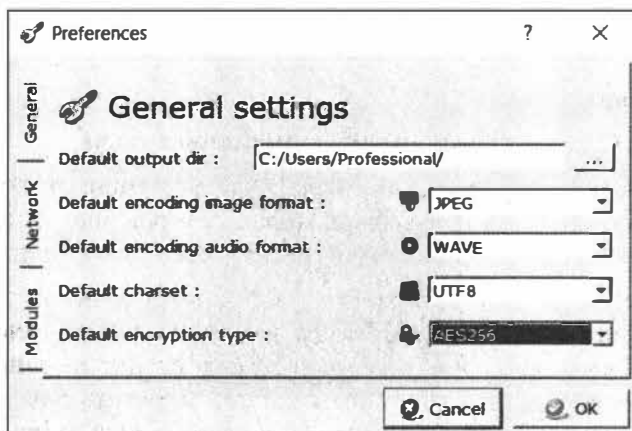 Preferences ? ×
General
Network
Modules
General settings
Default output dir : C:/Users/Professional/ ...
Default encoding image format : JPEG
Default encoding audio format : WAVE
Default charset : UTF8
Default encryption type : AES256
Cancel OK